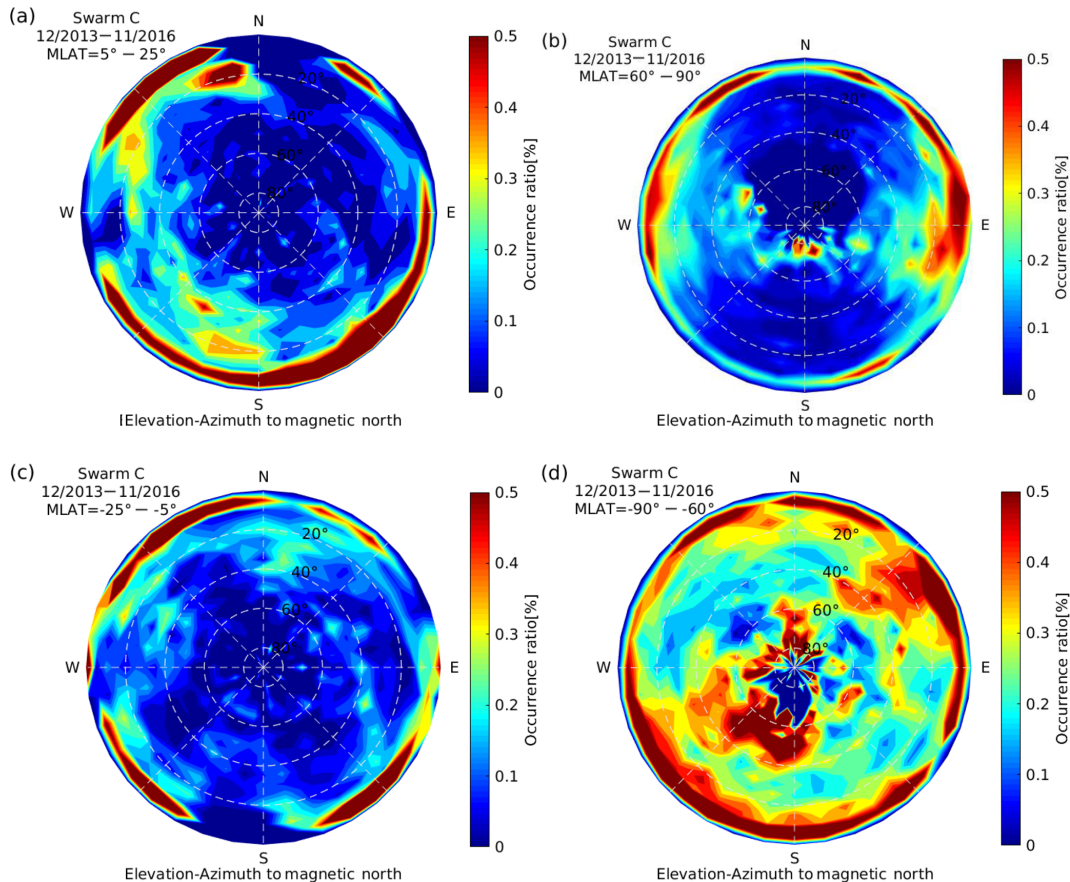 (a)
Swarm C
12/2013−11/2016
MLAT=5° − 25°
N
W
E
S
20°
40°
60°
80°
0.5
0.4
0.3
0.2
0.1
0
Occurrence ratio[%]
lElevation-Azimuth to magnetic north
(b)
Swarm C
12/2013−11/2016
MLAT=60° −90°
N
W
E
S
20°
40°
60°
80°
0.5
0.4
0.3
0.2
0.1
0
Occurrence ratio[%]
Elevation-Azimuth to magnetic north
(c)
Swarm C
12/2013−11/2016
MLAT=-25° − -5°
N
W
E
S
20°
40°
60°
80°
0.5
0.4
0.3
0.2
0.1
0
Occurrence ratio[%]
Elevation-Azimuth to magnetic north
(d)
Swarm C
12/2013−11/2016
MLAT=-90° − -60°
N
W
E
S
20°
40°
60°
80°
0.5
0.4
0.3
0.2
0.1
0
Occurrence ratio[%]
Elevation-Azimuth to magnetic north